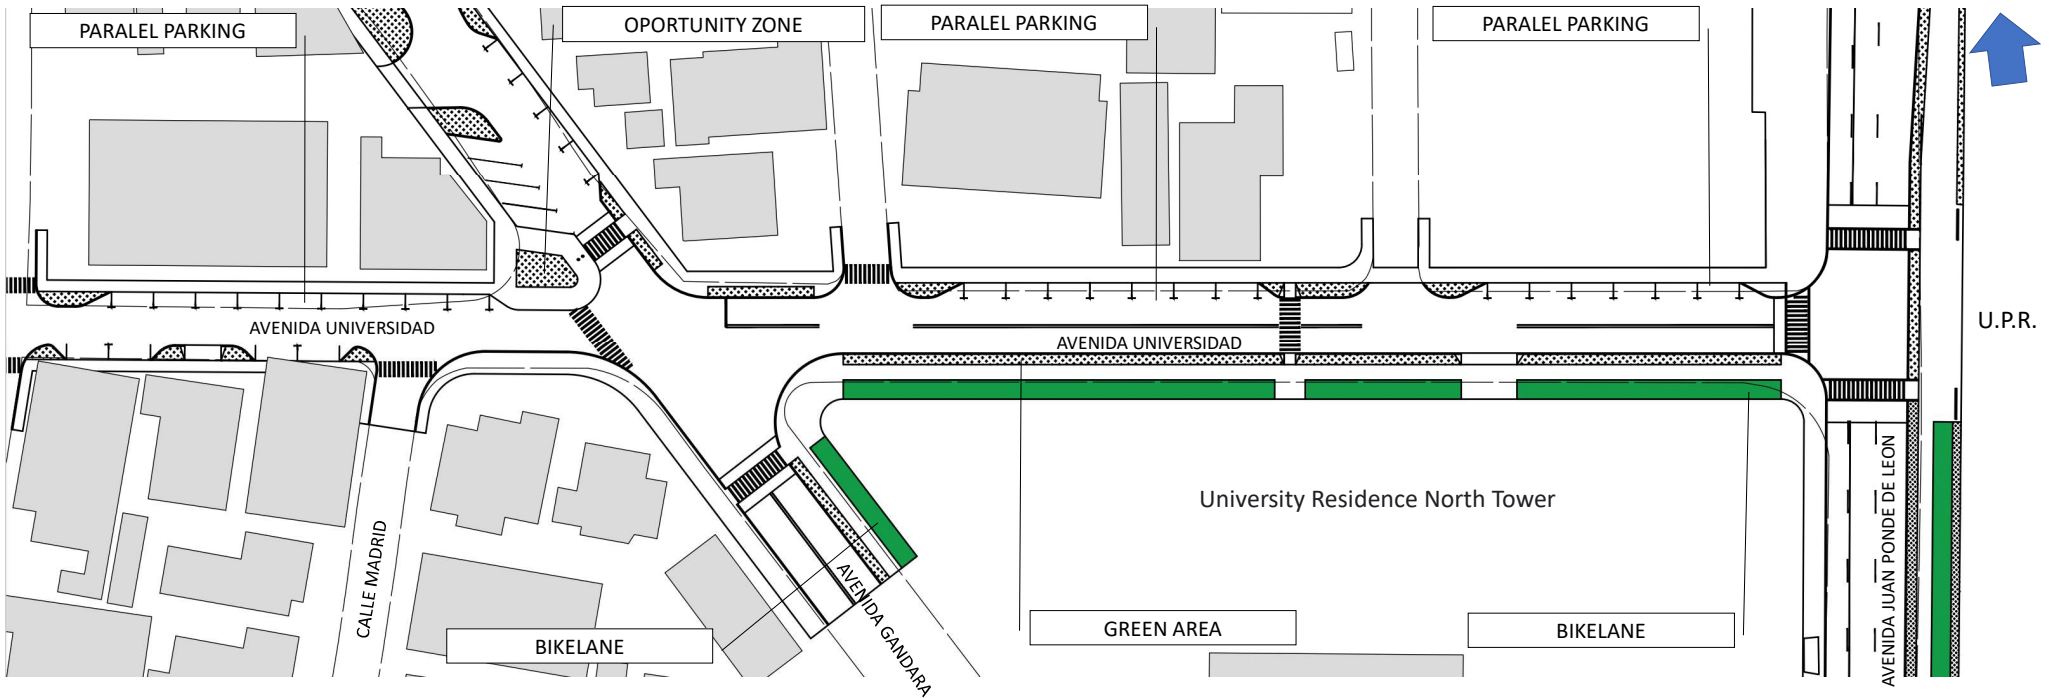 PARALEL PARKING
OPORTUNITY ZONE
PARALEL PARKING
PARALEL PARKING
U.P.R.
AVENIDA UNIVERSIDAD
AVENIDA UNIVERSIDAD
University Residence North Tower
CALLE MADRID
AVENIDA GANDARA
AVENIDA JUAN PONDE DE LEON
BIKELANE
GREEN AREA
BIKELANE